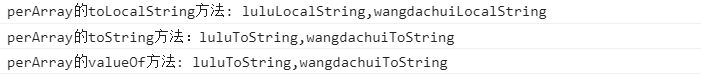 perArray的toLocalString方法: luluLocalString,wangdachuiLocalString
perArray的toString方法：luluToString,wangdachuiToString
perArray的valueOf方法: luluToString,wangdachuiToString